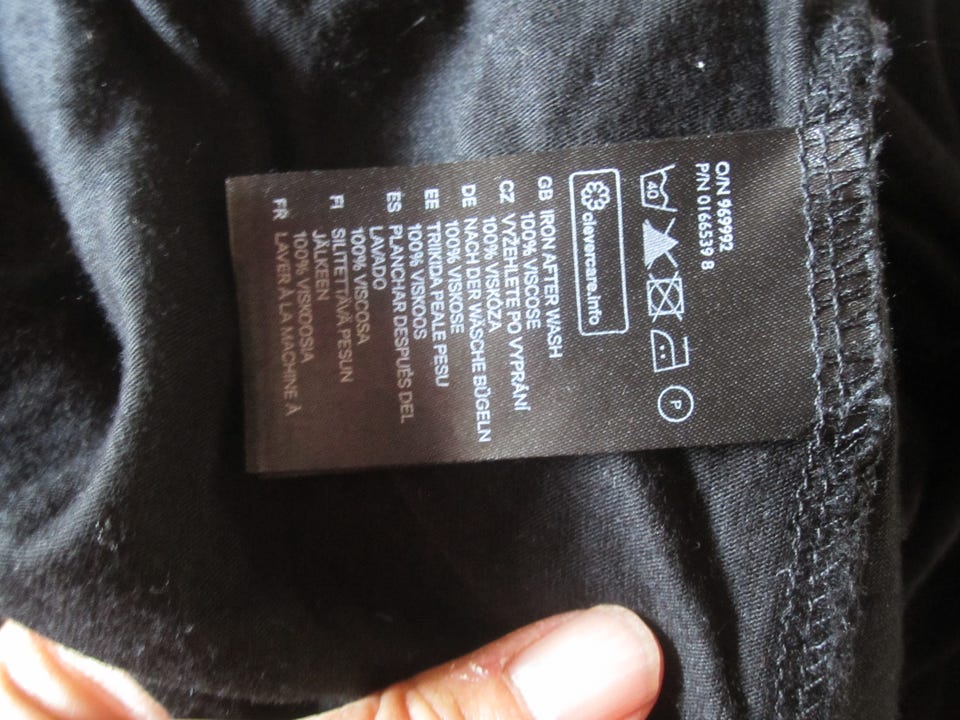 O/N 969992
P/N 0166539 8
40
P
clevercare.info
GB IRON AFTER WASH
100% VISCOSE
CZ VYŽEHLETE PO VYPRÁNÍ
100% VISKÓZA
DE NACH DER WÄSCHE BÜGELN
100% VISKOSE
EE TRIIKIDA PEALE PESU
100% VISKOOS
ES PLANCHAR DESPUÉS DEL
LAVADO
100% VISCOSA
FI SILITETTÄVÄ PESUN
JÄLKEEN
100% VISKOOSIA
FR LAVER À LA MACHINE À